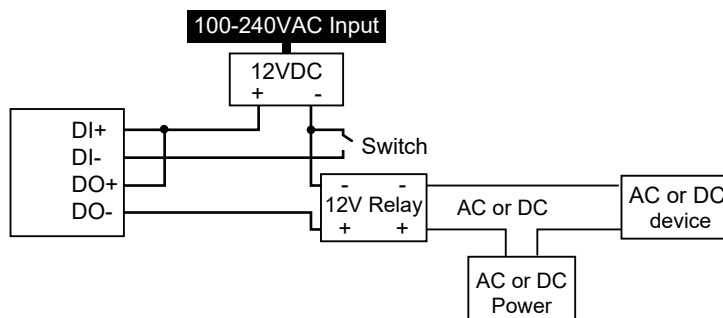 100-240VAC Input
12VDC
+ -
DI+
DI-
DO+
DO-
Switch
- -
12V Relay
+ +
AC or DC
AC or DC
device
AC or DC
Power